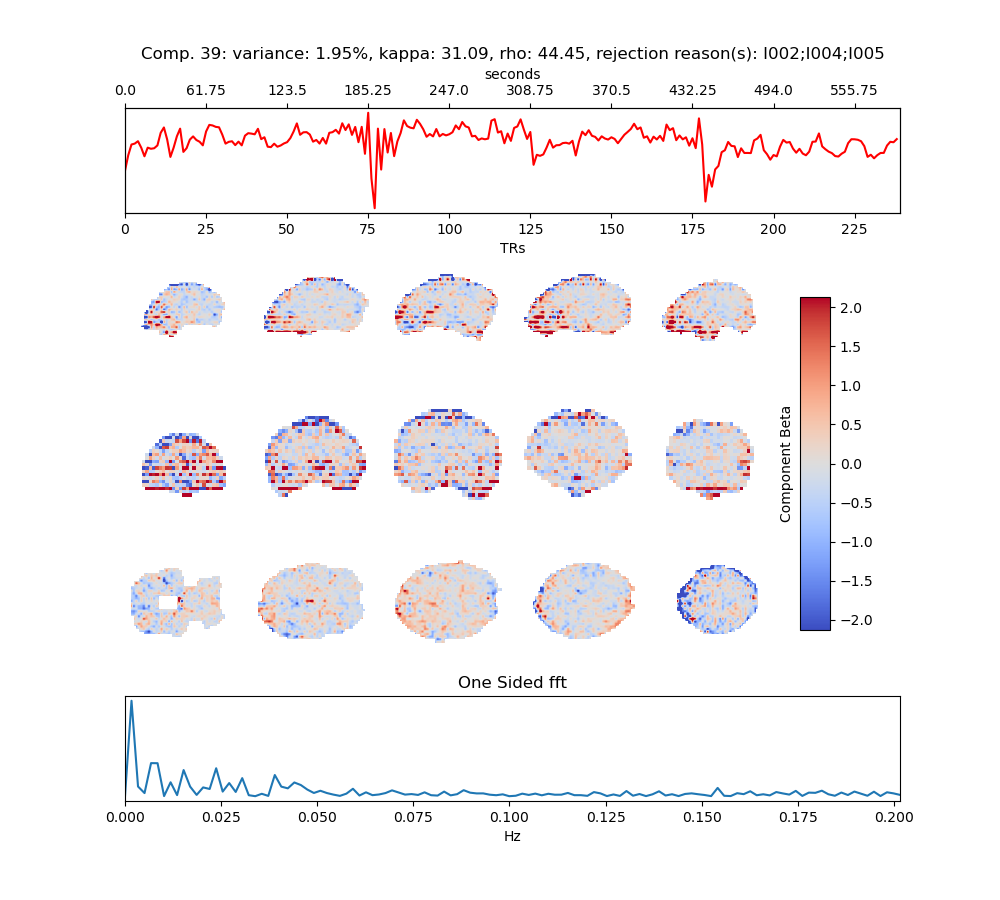 Comp. 39: variance: 1.95%, kappa: 31.09, rho: 44.45, rejection reason(s): I002;I004;I005
seconds
0.0 61.75 123.5 185.25 247.0 308.75 370.5 432.25 494.0 555.75
0 25 50 75 100 125 150 175 200 225
TRs
2.0
1.5
1.0
0.5
0.0
−0.5
−1.0
−1.5
−2.0
Component Beta
One Sided fft
0.000 0.025 0.050 0.075 0.100 0.125 0.150 0.175 0.200
Hz